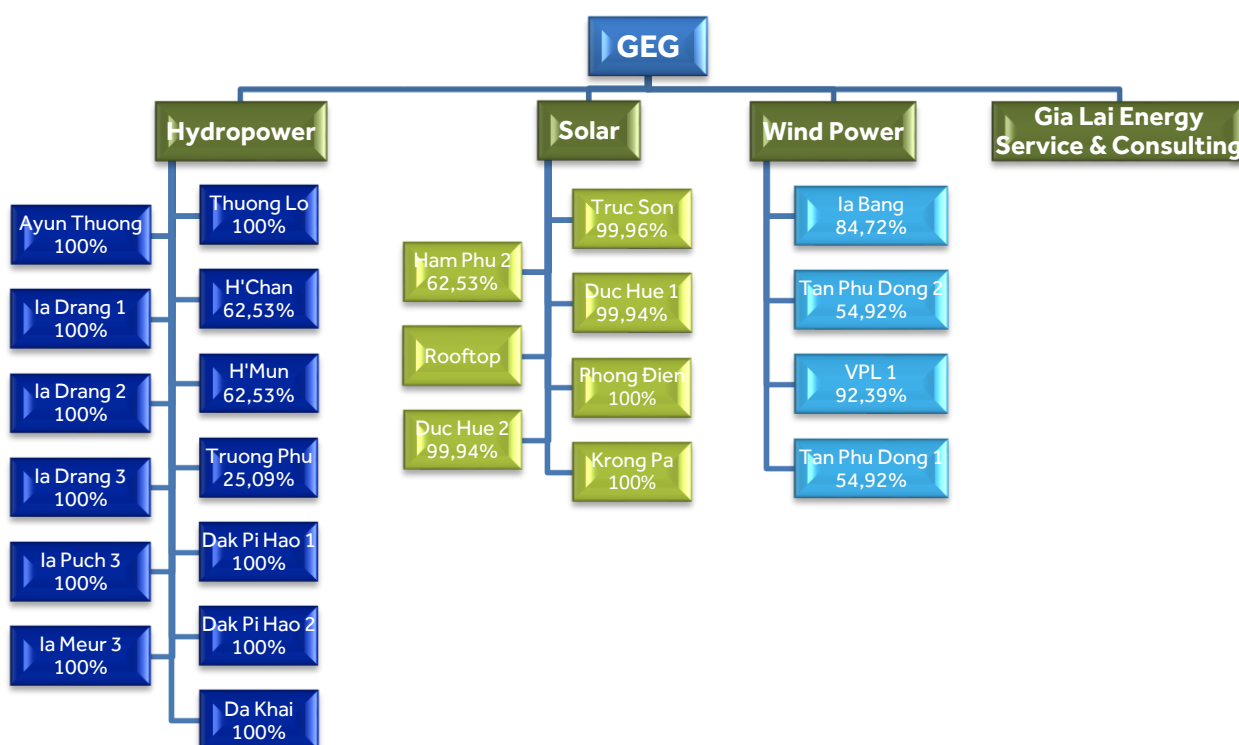 GEG
Hydropower
Solar
Wind Power
Gia Lai Energy
Service & Consulting
Ayun Thuong
100%
Ia Drang 1
100%
Ia Drang 2
100%
Ia Drang 3
100%
Ia Puch 3
100%
Ia Meur 3
100%
Thuong Lo
100%
H'Chan
62,53%
H'Mun
62,53%
Truong Phu
25,09%
Dak Pi Hao 1
100%
Dak Pi Hao 2
100%
Da Khai
100%
Ham Phu 2
62,53%
Rooftop
Duc Hue 2
99,94%
Truc Son
99,96%
Duc Hue 1
99,94%
Phong Đien
100%
Krong Pa
100%
Ia Bang
84,72%
Tan Phu Dong 2
54,92%
VPL 1
92,39%
Tan Phu Dong 1
54,92%